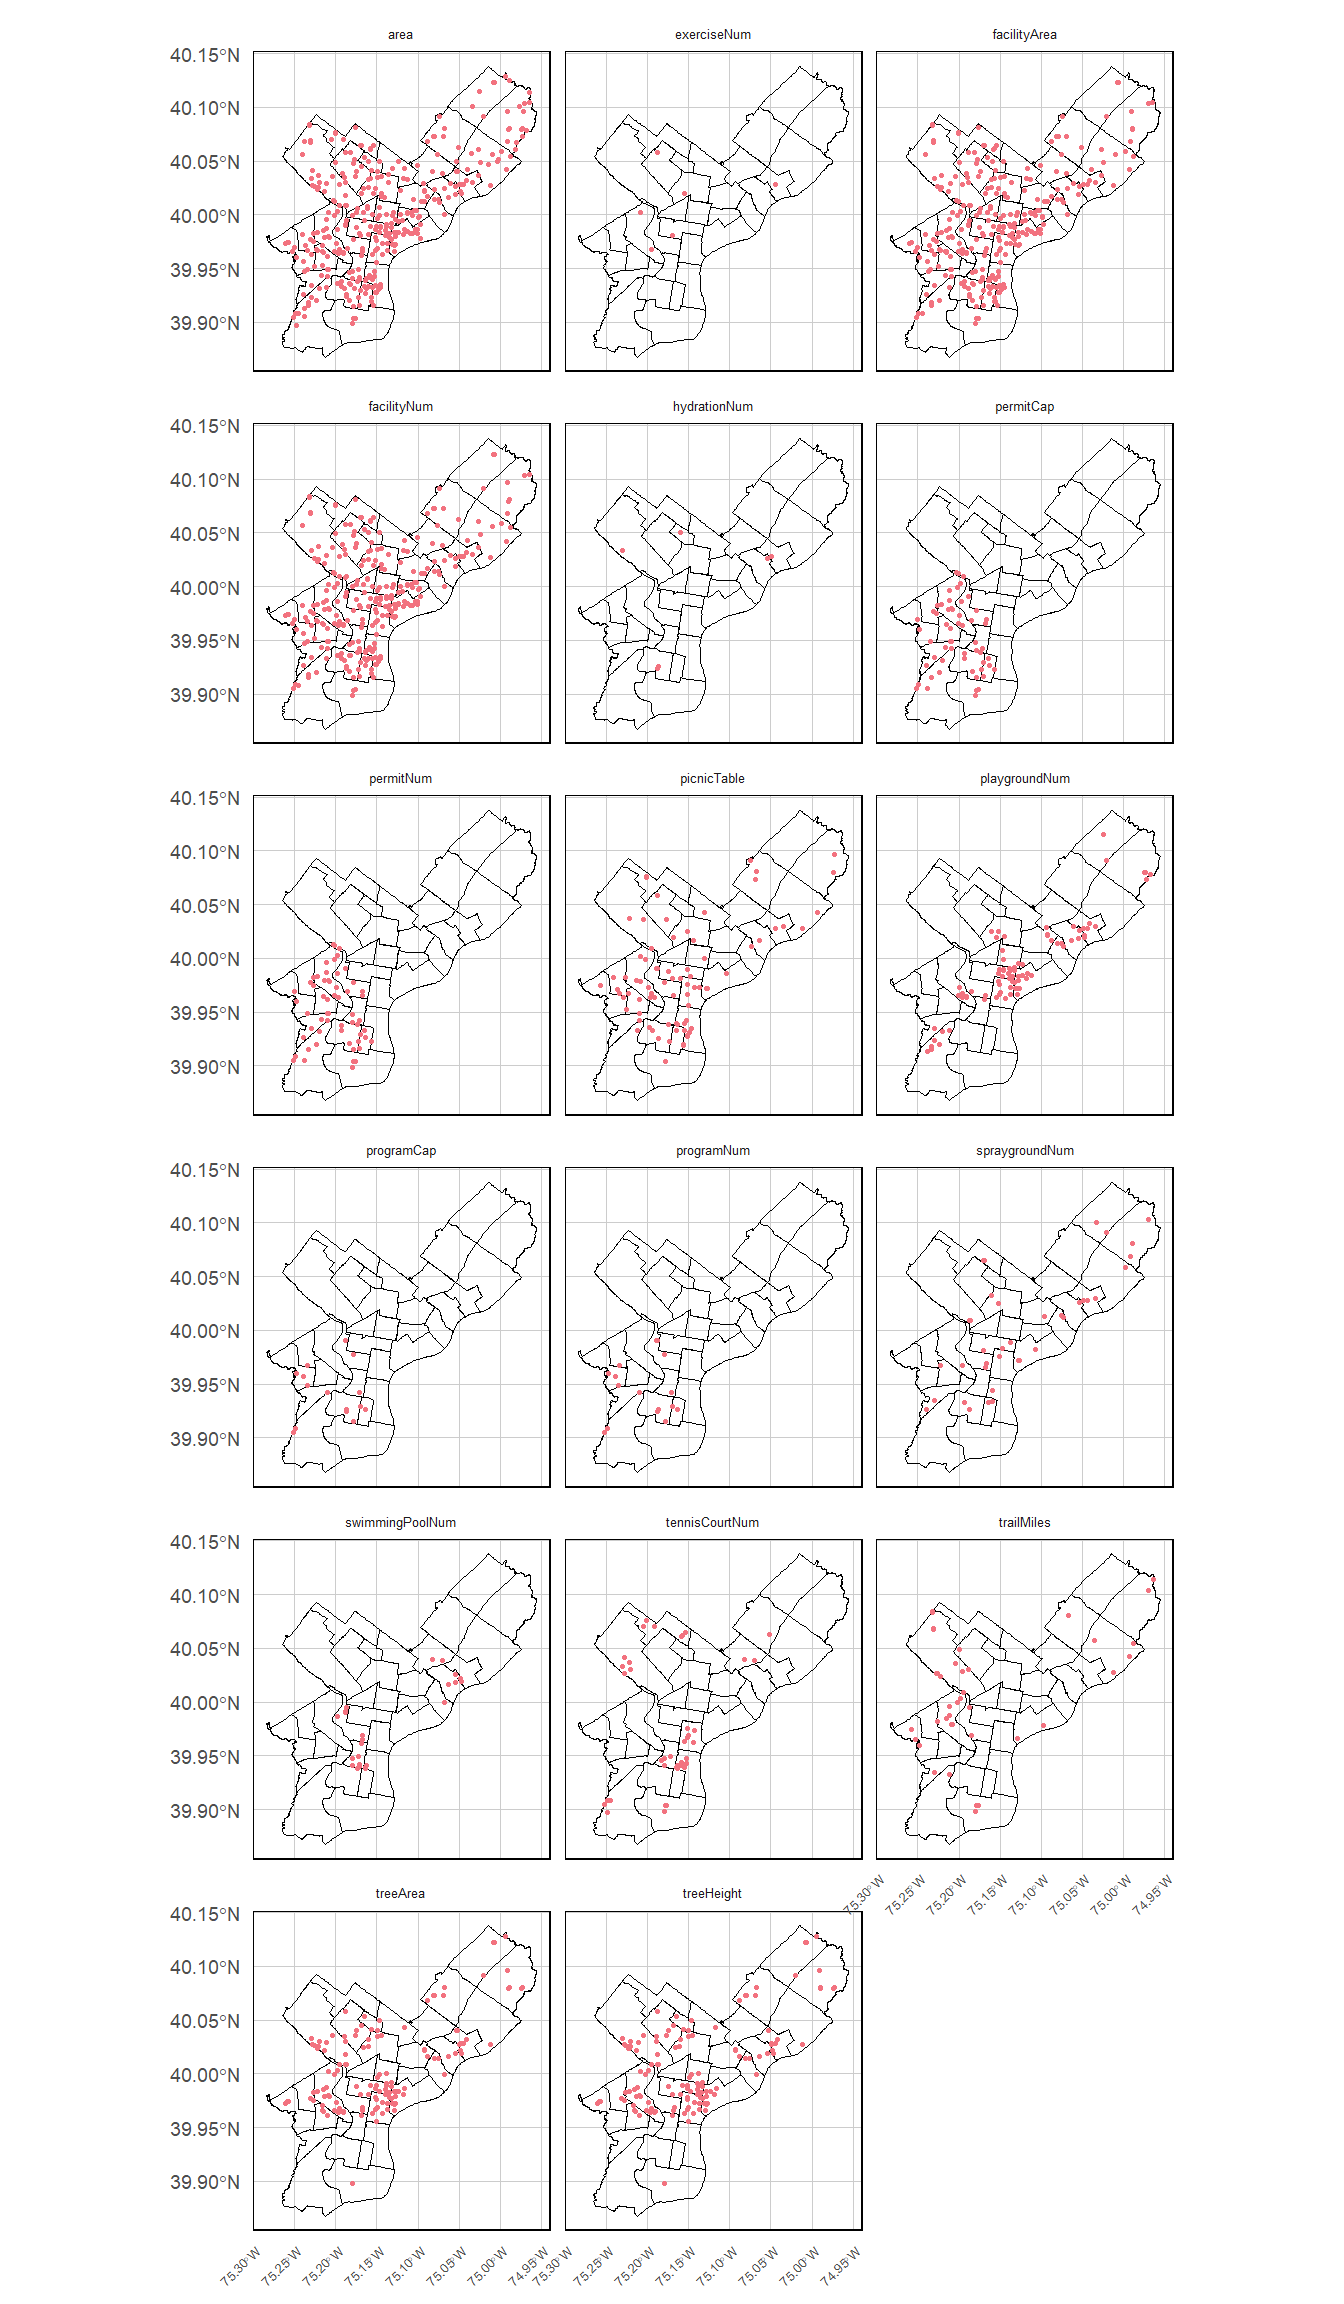 area exerciseNum facilityArea
40.15°N
40.10°N
40.05°N
40.00°N
39.95°N
39.90°N
facilityNum hydrationNum permitCap
40.15°N
40.10°N
40.05°N
40.00°N
39.95°N
39.90°N
permitNum picnicTable playgroundNum
40.15°N
40.10°N
40.05°N
40.00°N
39.95°N
39.90°N
programCap programNum spraygroundNum
40.15°N
40.10°N
40.05°N
40.00°N
39.95°N
39.90°N
swimmingPoolNum tennisCourtNum trailMiles
40.15°N
40.10°N
40.05°N
40.00°N
39.95°N
39.90°N
75.30°W 75.25°W 75.20°W 75.15°W 75.10°W 75.05°W 75.00°W 74.95°W
treeArea treeHeight
40.15°N
40.10°N
40.05°N
40.00°N
39.95°N
39.90°N
75.30°W 75.25°W 75.20°W 75.15°W 75.10°W 75.05°W 75.00°W 74.95°W 75.30°W 75.25°W 75.20°W 75.15°W 75.10°W 75.05°W 75.00°W 74.95°W